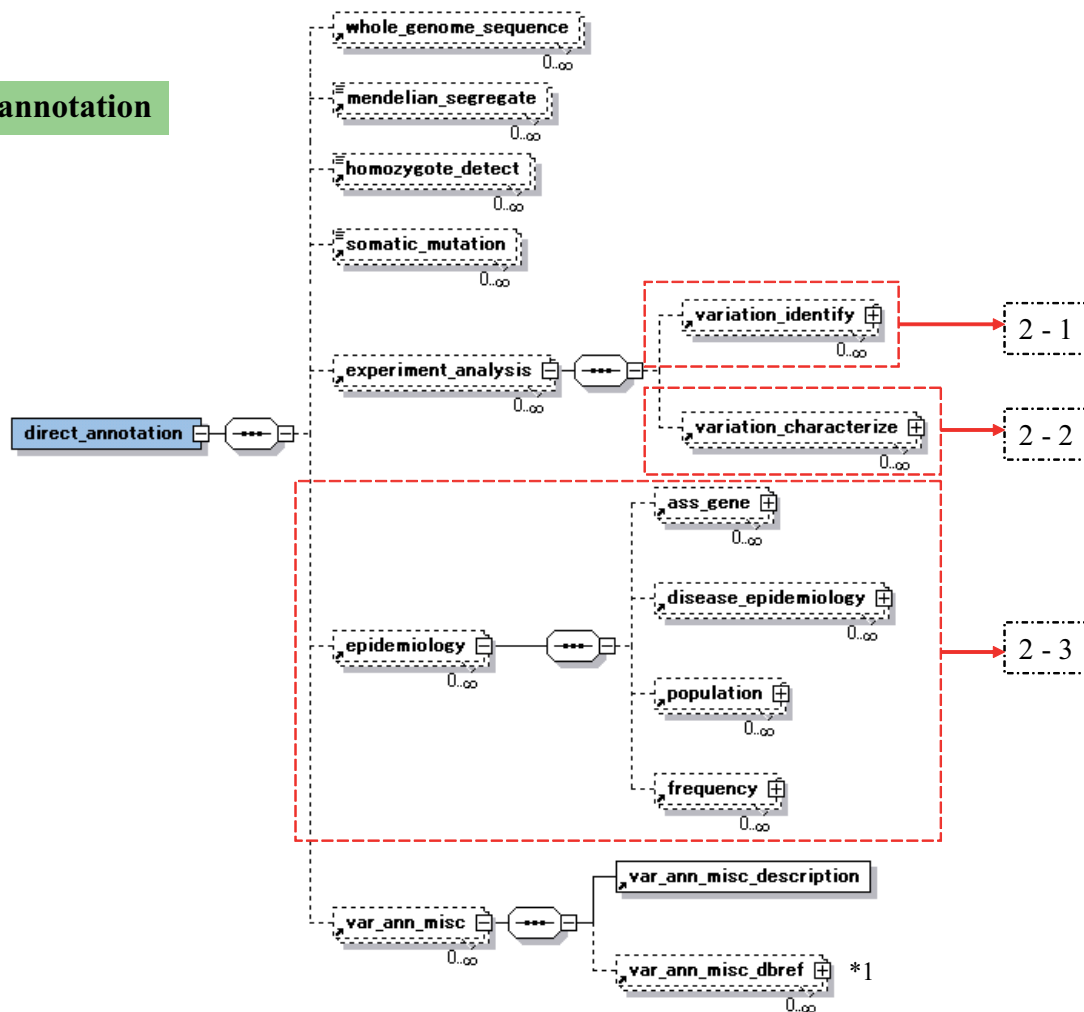 whole_genome_sequence
0..∞
annotation
mendelian_segregate
0..∞
homozygote_detect
0..∞
somatic_mutation
0..∞
variation_identify
0..∞
2 - 1
experiment_analysis
0..∞
direct_annotation
variation_characterize
0..∞
2 - 2
ass_gene
0..∞
disease_epidemiology
0..∞
epidemiology
0..∞
2 - 3
population
0..∞
frequency
0..∞
var_ann_misc_description
var_ann_misc
0..∞
var_ann_misc_dbref *1
0..∞